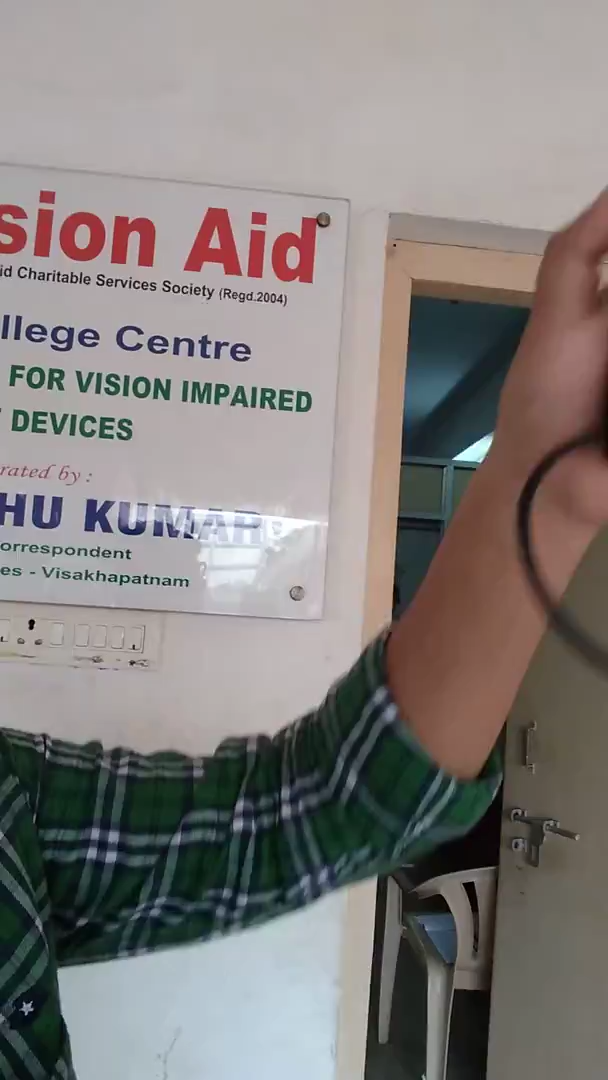 sion Aid
id Charitable Services Society (Regd.2004)
llege Centre
FOR VISION IMPAIRED
DEVICES
rated by :
HU KUMAR
orrespondent
es - Visakhapatnam